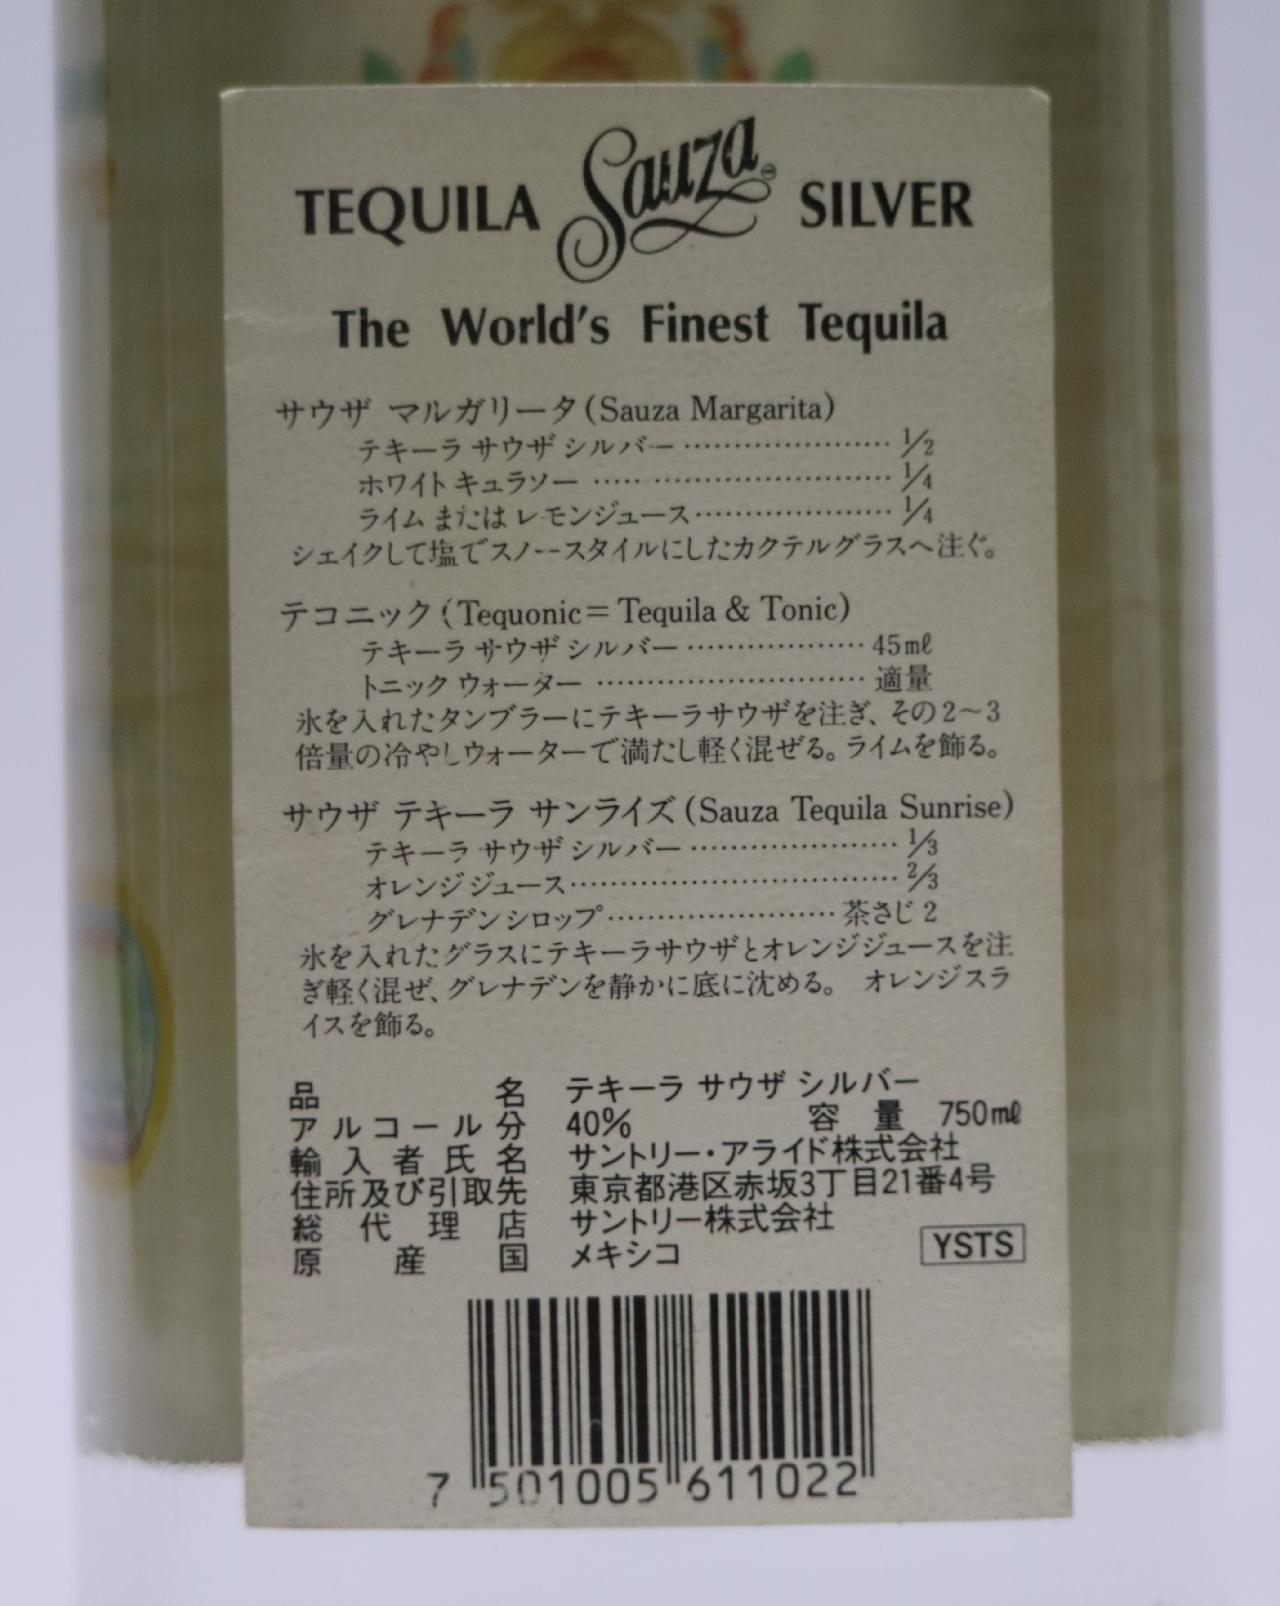 TEQUILA Sauza SILVER
The World's Finest Tequila
サウザ マルガリータ(Sauza Margarita)
テキーラ サウザ シルバー …………………… 1/2
ホワイト キュラソー ………………………… 1/4
ライム または レモンジュース………………… 1/4
シェイクして塩でスノースタイルにしたカクテルグラスへ注ぐ。
テコニック(Tequonic=Tequila & Tonic)
テキーラ サウザ シルバー ……………… 45mℓ
トニック ウォーター ……………………… 適量
氷を入れたタンブラーにテキーラサウザを注ぎ、その2〜3
倍量の冷やしウォーターで満たし軽く混ぜる。ライムを飾る。
サウザ テキーラ サンライズ(Sauza Tequila Sunrise)
テキーラ サウザ シルバー ………………… 1/3
オレンジジュース…………………………… 2/3
グレナデンシロップ…………………… 茶さじ 2
氷を入れたグラスにテキーラサウザとオレンジジュースを注
ぎ軽く混ぜ、グレナデンを静かに底に沈める。 オレンジスラ
イスを飾る。
品名 テキーラ サウザ シルバー
アルコール分 40% 容量 750mℓ
輸入者氏名 サントリー・アライド株式会社
住所及び引取先 東京都港区赤坂3丁目21番4号
総代理店 サントリー株式会社
原産国 メキシコ
YSTS
7 501005 611022